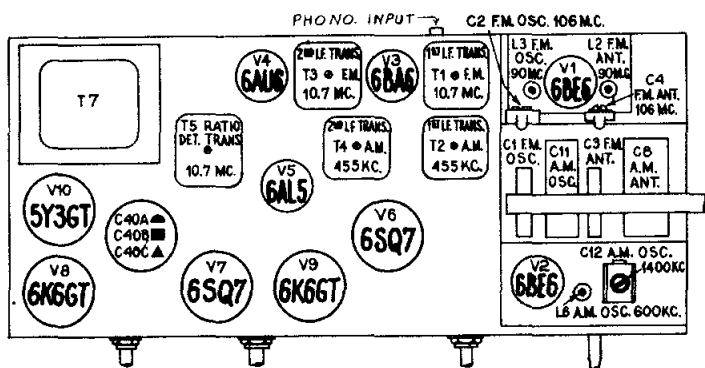 PHONO. INPUT
C2 F.M. OSC. 106 M.C.
L3 F.M.
OSC.
90MC.
L2 F.M.
ANT.
90M.C.
V1
6BE6
C4
F.M. ANT.
106 MC.
T7
V4
6AU6
2ND I.F. TRANS.
T3 F.M.
10.7 MC.
V3
6BA6
1ST I.F. TRANS.
T1 F.M.
10.7 MC.
T5 RATIO
DET. TRANS
10.7 MC.
2ND I.F. TRANS.
T4 A.M.
455KC.
1ST I.F. TRANS.
T2 A.M.
455 KC.
C1 F.M.
OSC.
C11
A.M.
OSC.
C3 F.M.
ANT.
C8
A.M.
ANT.
V5
6AL5
V10
5Y3GT
C40A
C40B
C40C
V6
6SQ7
V8
6K6GT
V7
6SQ7
V9
6K6GT
V2
6BE6
C12 A.M. OSC.
1400KC
L6 A.M. OSC. 600KC.